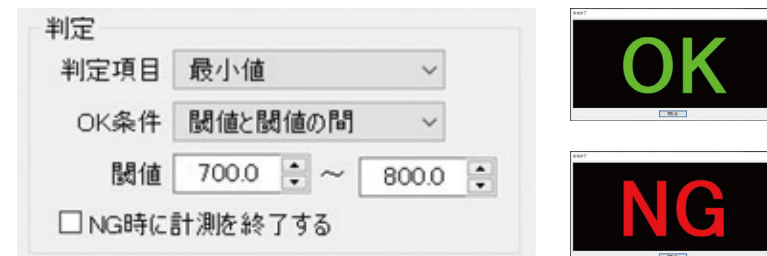 判定
判定項目 最小値
OK条件 閾値と閾値の間
閾値 700.0 ～ 800.0
NG時に計測を終了する
OK
NG